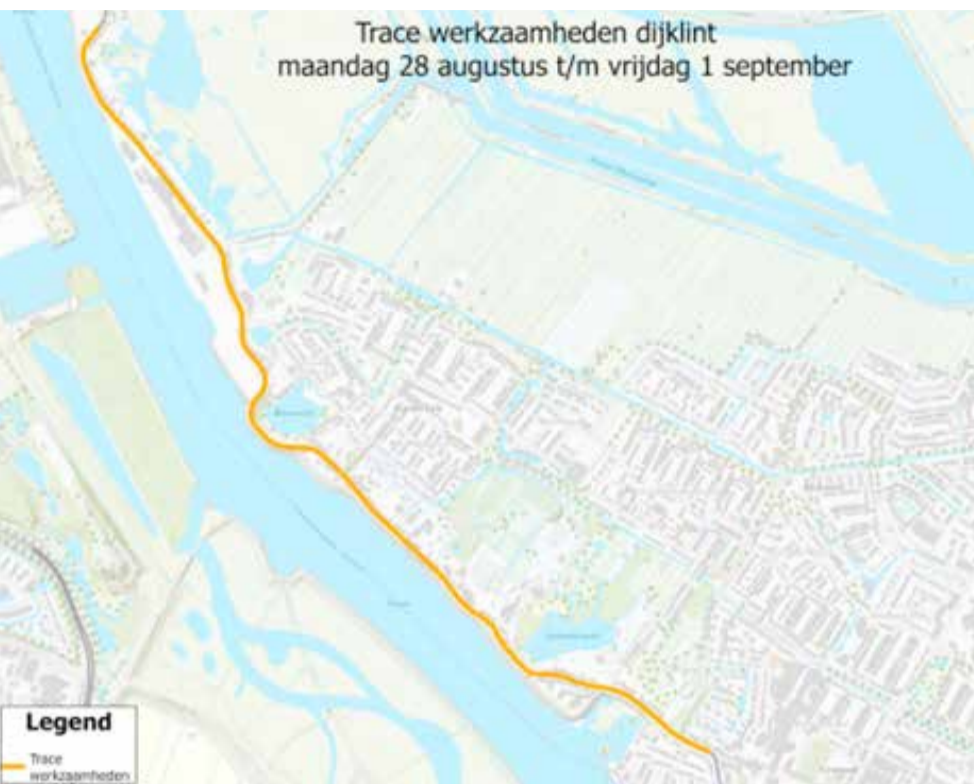 Trace werkzaamheden dijklint
maandag 28 augustus t/m vrijdag 1 september
Legend
Trace
werkzaamheden